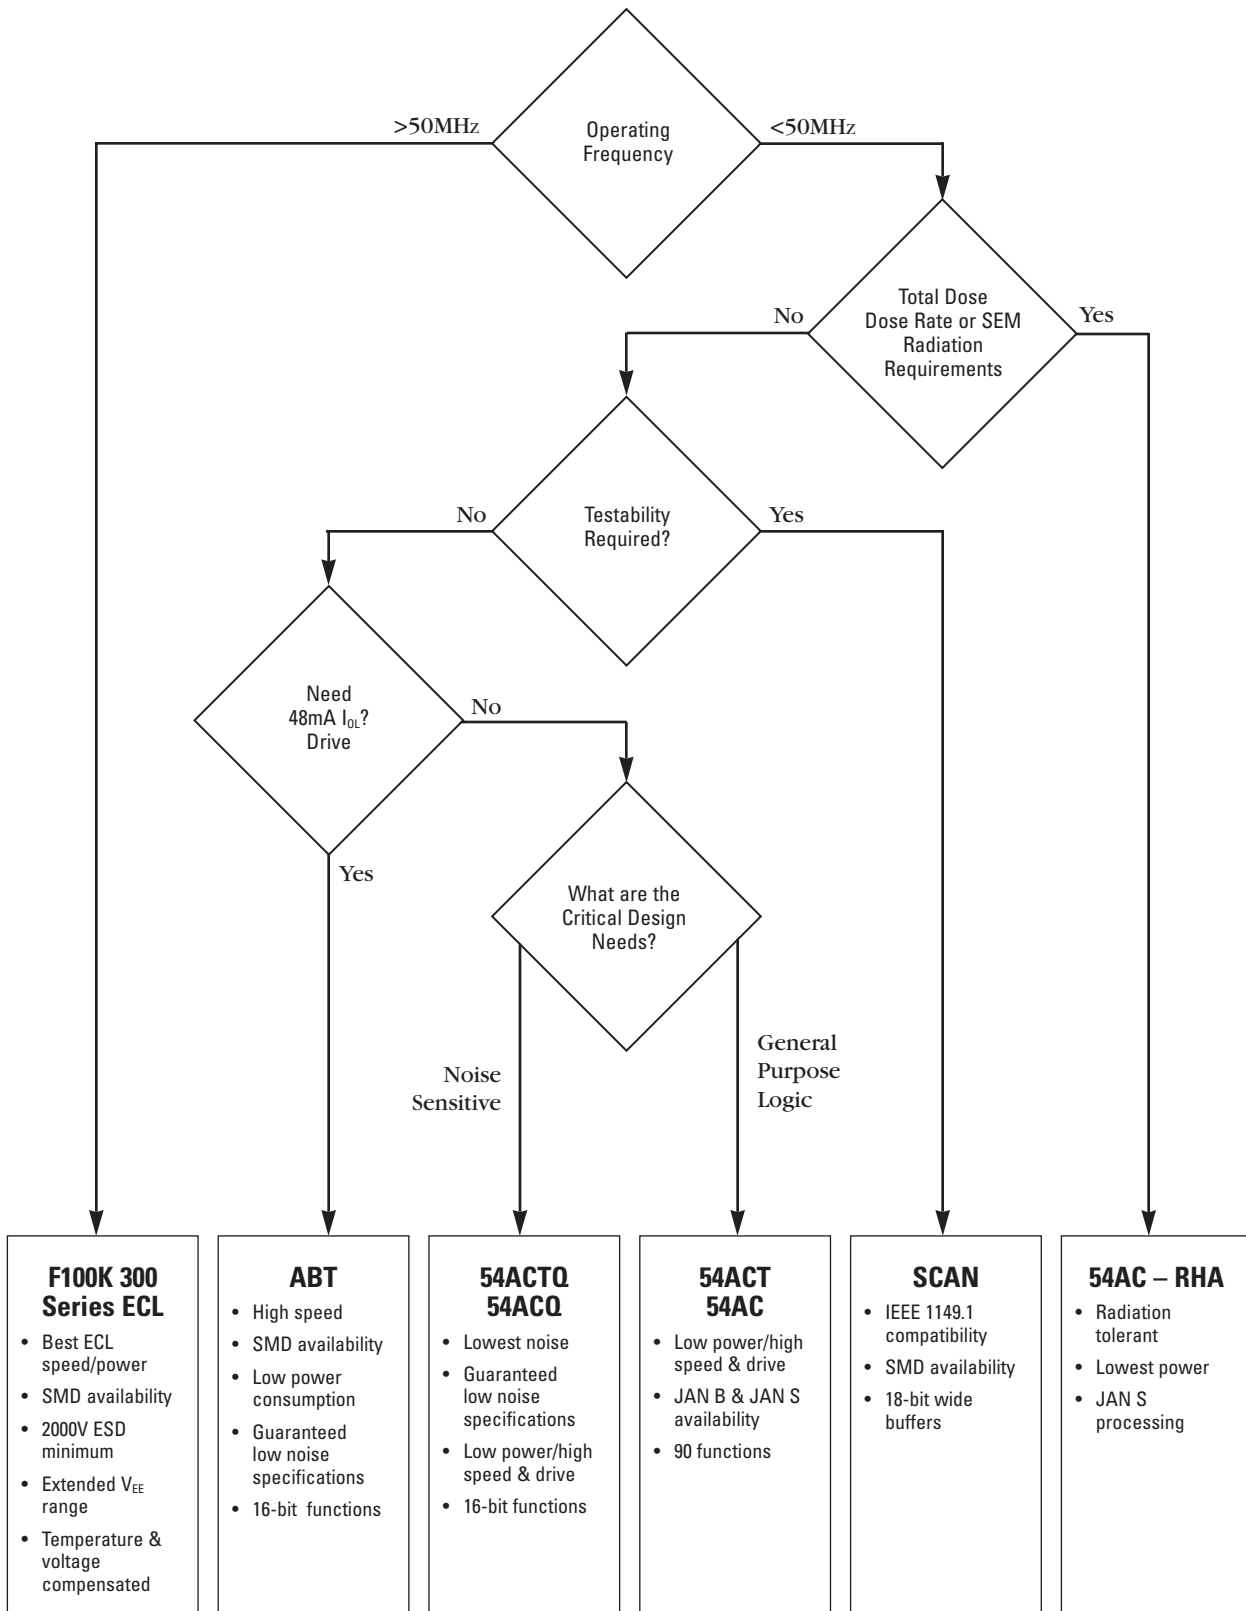 >50MHz
Operating
Frequency
<50MHz
Total Dose
Dose Rate or SEM
Radiation
Requirements
No
Yes
Testability
Required?
No
Yes
Need
48mA IOL?
Drive
No
Yes
What are the
Critical Design
Needs?
Noise
Sensitive
General
Purpose
Logic
F100K 300
Series ECL
• Best ECL
speed/power
• SMD availability
• 2000V ESD
minimum
• Extended VEE
range
• Temperature &
voltage
compensated
ABT
• High speed
• SMD availability
• Low power
consumption
• Guaranteed
low noise
specifications
• 16-bit functions
54ACTQ
54ACQ
• Lowest noise
• Guaranteed
low noise
specifications
• Low power/high
speed & drive
• 16-bit functions
54ACT
54AC
• Low power/high
speed & drive
• JAN B & JAN S
availability
• 90 functions
SCAN
• IEEE 1149.1
compatibility
• SMD availability
• 18-bit wide
buffers
54AC – RHA
• Radiation
tolerant
• Lowest power
• JAN S
processing